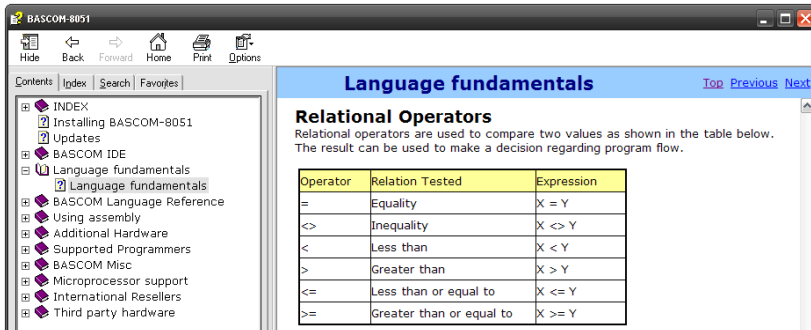 BASCOM-8051
Hide Back Forward Home Print Options
Contents Index Search Favorites
INDEX
Installing BASCOM-8051
Updates
BASCOM IDE
Language fundamentals
Language fundamentals
BASCOM Language Reference
Using assembly
Additional Hardware
Supported Programmers
BASCOM Misc
Microprocessor support
International Resellers
Third party hardware
Language fundamentals Top Previous Next
Relational Operators
Relational operators are used to compare two values as shown in the table below.
The result can be used to make a decision regarding program flow.
Operator Relation Tested Expression
= Equality X = Y
<> Inequality X <> Y
< Less than X < Y
> Greater than X > Y
<= Less than or equal to X <= Y
>= Greater than or equal to X >= Y